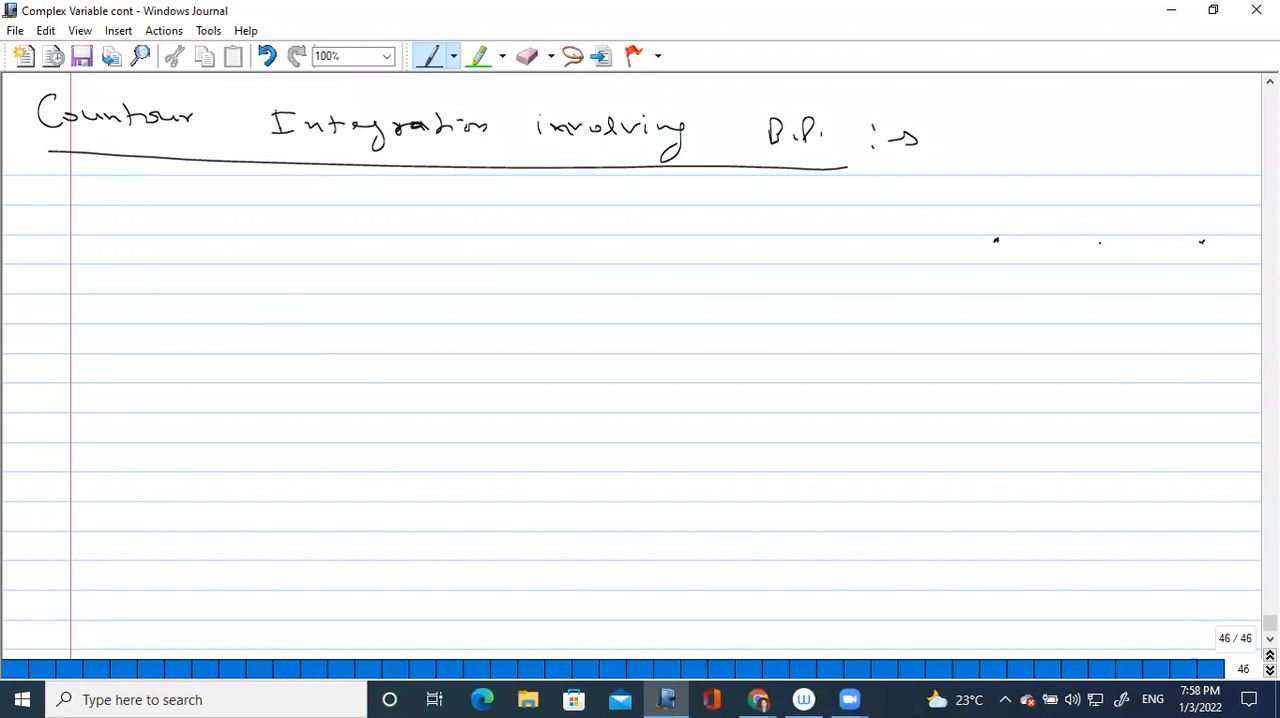 Complex Variable cont - Windows Journal
File Edit View Insert Actions Tools Help
100%
Countour Integration involving B.P. :→
46 / 46
46
Type here to search
23°C ENG 7:58 PM
1/3/2022